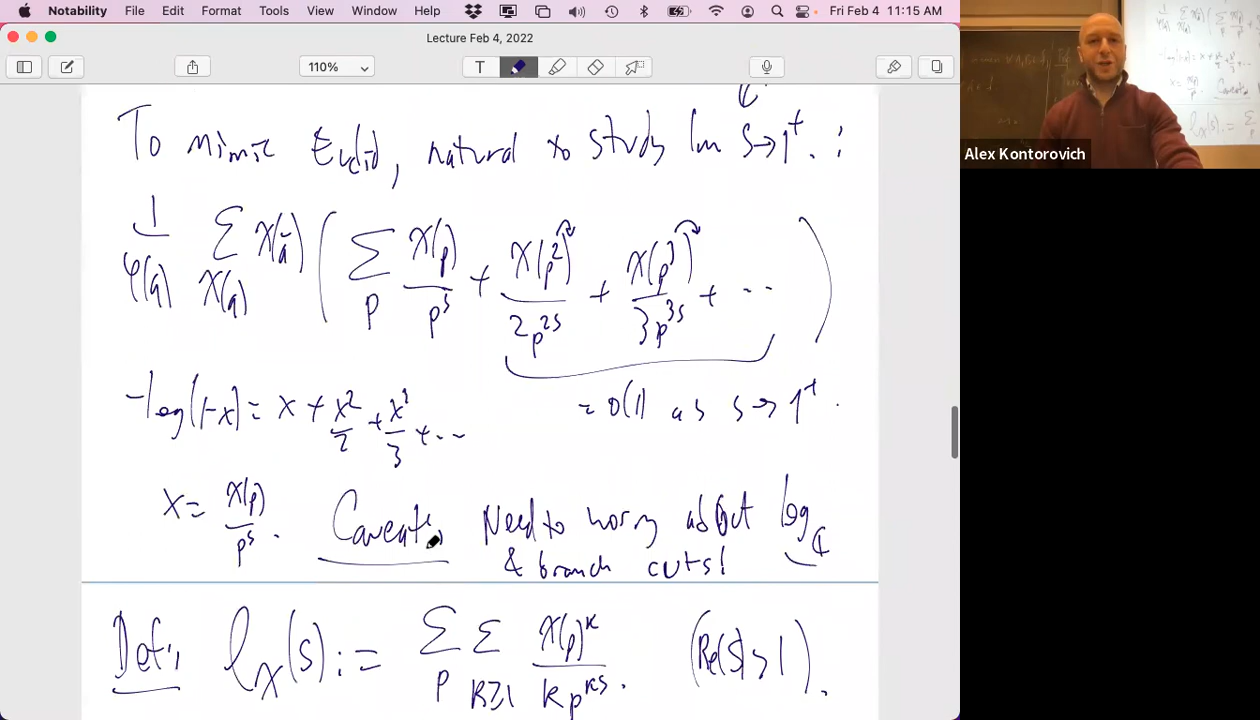 Notability File Edit Format Tools View Window Help Fri Feb 4 11:15 AM
Lecture Feb 4, 2022
110% T
Alex Kontorovich
To mimic Euclid, natural to study lim s→1⁺. :
1/φ(q) Σ_{χ(q)} χ(ā) ( Σ_p χ(p)/p^s + χ(p²)/2p^{2s} + χ(p³)/3p^{3s} + ... )
-log(1-x) = x + x²/2 + x³/3 + ... = O(1) as s→1⁺.
x = χ(p)/p^s. Caveat: Need to worry about log_ℂ
& branch cuts!
Def'n ℓ_χ(s) := Σ_p Σ_{k≥1} χ(p)^k / k p^{ks}. (Re(s)>1).